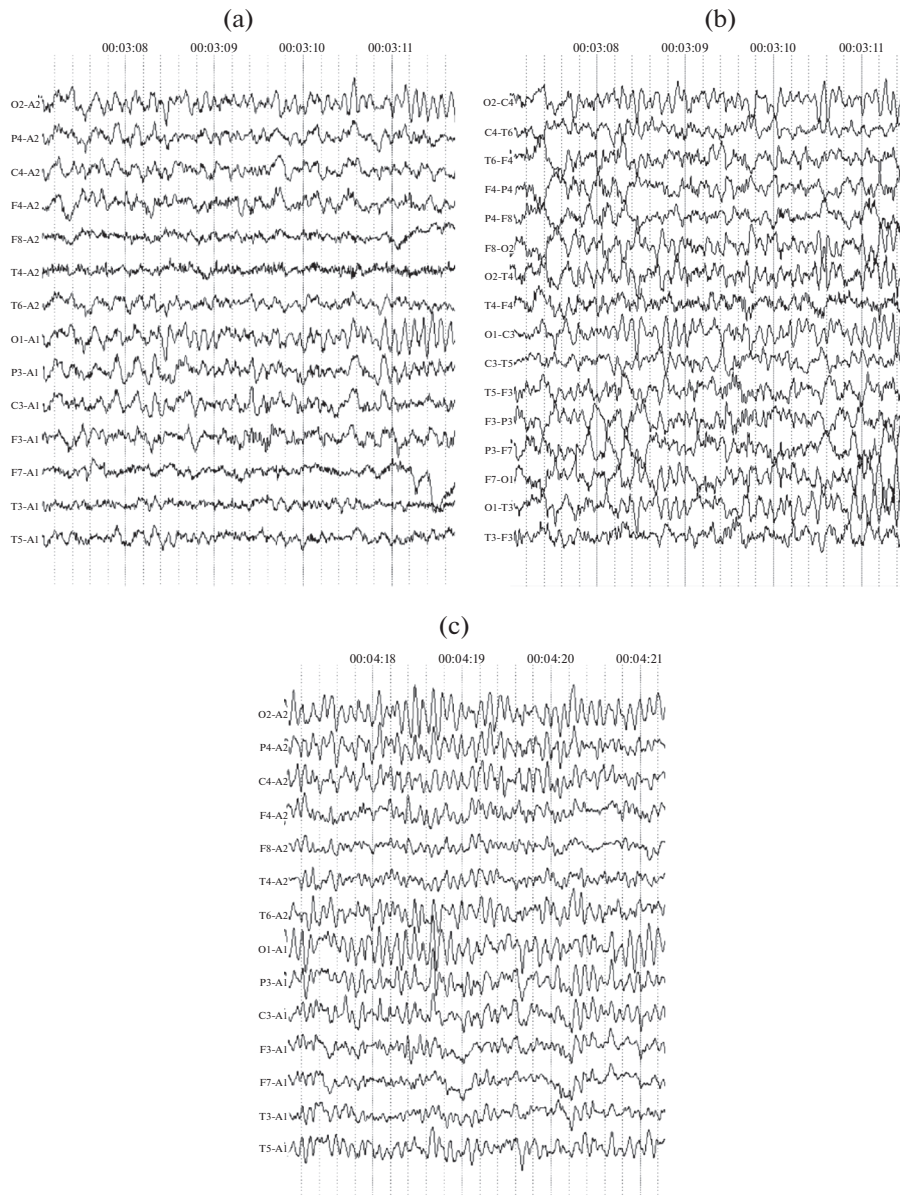 (a)
00:03:08 00:03:09 00:03:10 00:03:11
O2-A2
P4-A2
C4-A2
F4-A2
F8-A2
T4-A2
T6-A2
O1-A1
P3-A1
C3-A1
F3-A1
F7-A1
T3-A1
T5-A1
(b)
00:03:08 00:03:09 00:03:10 00:03:11
O2-C4
C4-T6
T6-F4
F4-P4
P4-F8
F8-O2
O2-T4
T4-F4
O1-C3
C3-T5
T5-F3
F3-P3
P3-F7
F7-O1
O1-T3
T3-F3
(c)
00:04:18 00:04:19 00:04:20 00:04:21
O2-A2
P4-A2
C4-A2
F4-A2
F8-A2
T4-A2
T6-A2
O1-A1
P3-A1
C3-A1
F3-A1
F7-A1
T3-A1
T5-A1